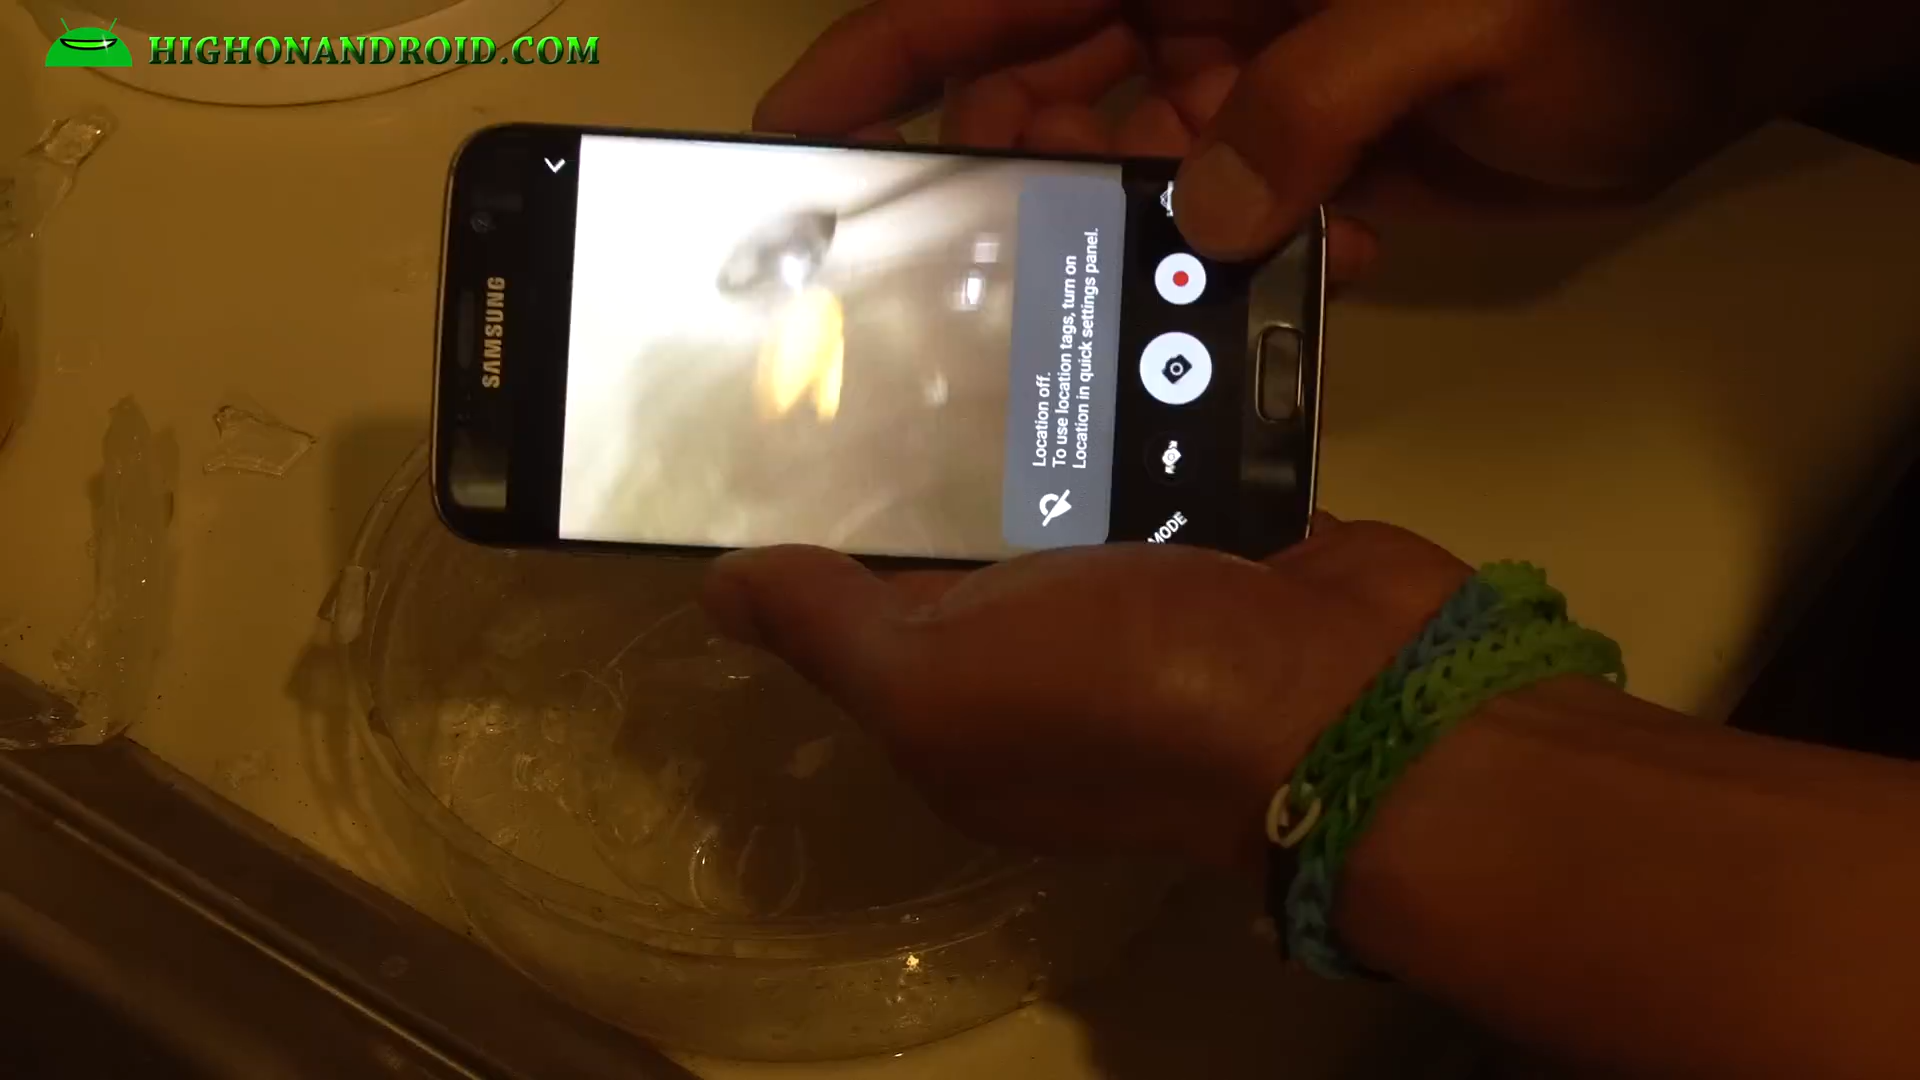 HIGHONANDROID.COM
SAMSUNG
Location off.
To use location tags, turn on
Location in quick settings panel.
MODE